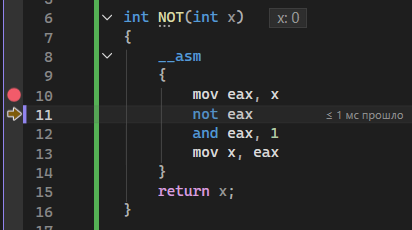 6 int NOT(int x) x: 0
7 {
8 __asm
9 {
10 mov eax, x
11 not eax ≤ 1 мс прошло
12 and eax, 1
13 mov x, eax
14 }
15 return x;
16 }